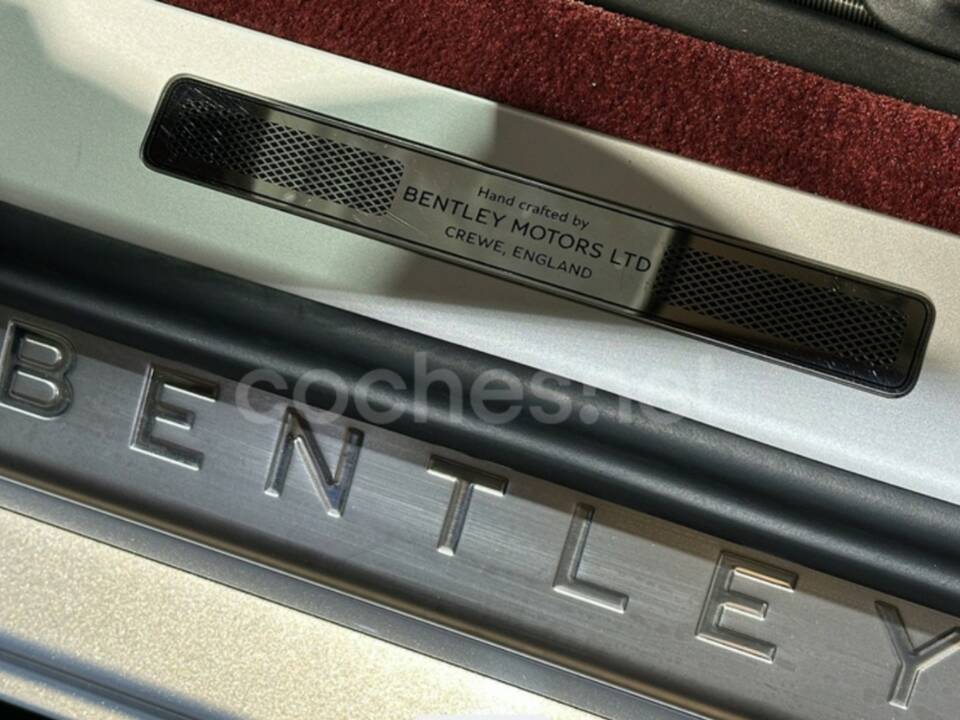 Hand crafted by
BENTLEY MOTORS LTD
CREWE, ENGLAND
coches.net
BENTLEY